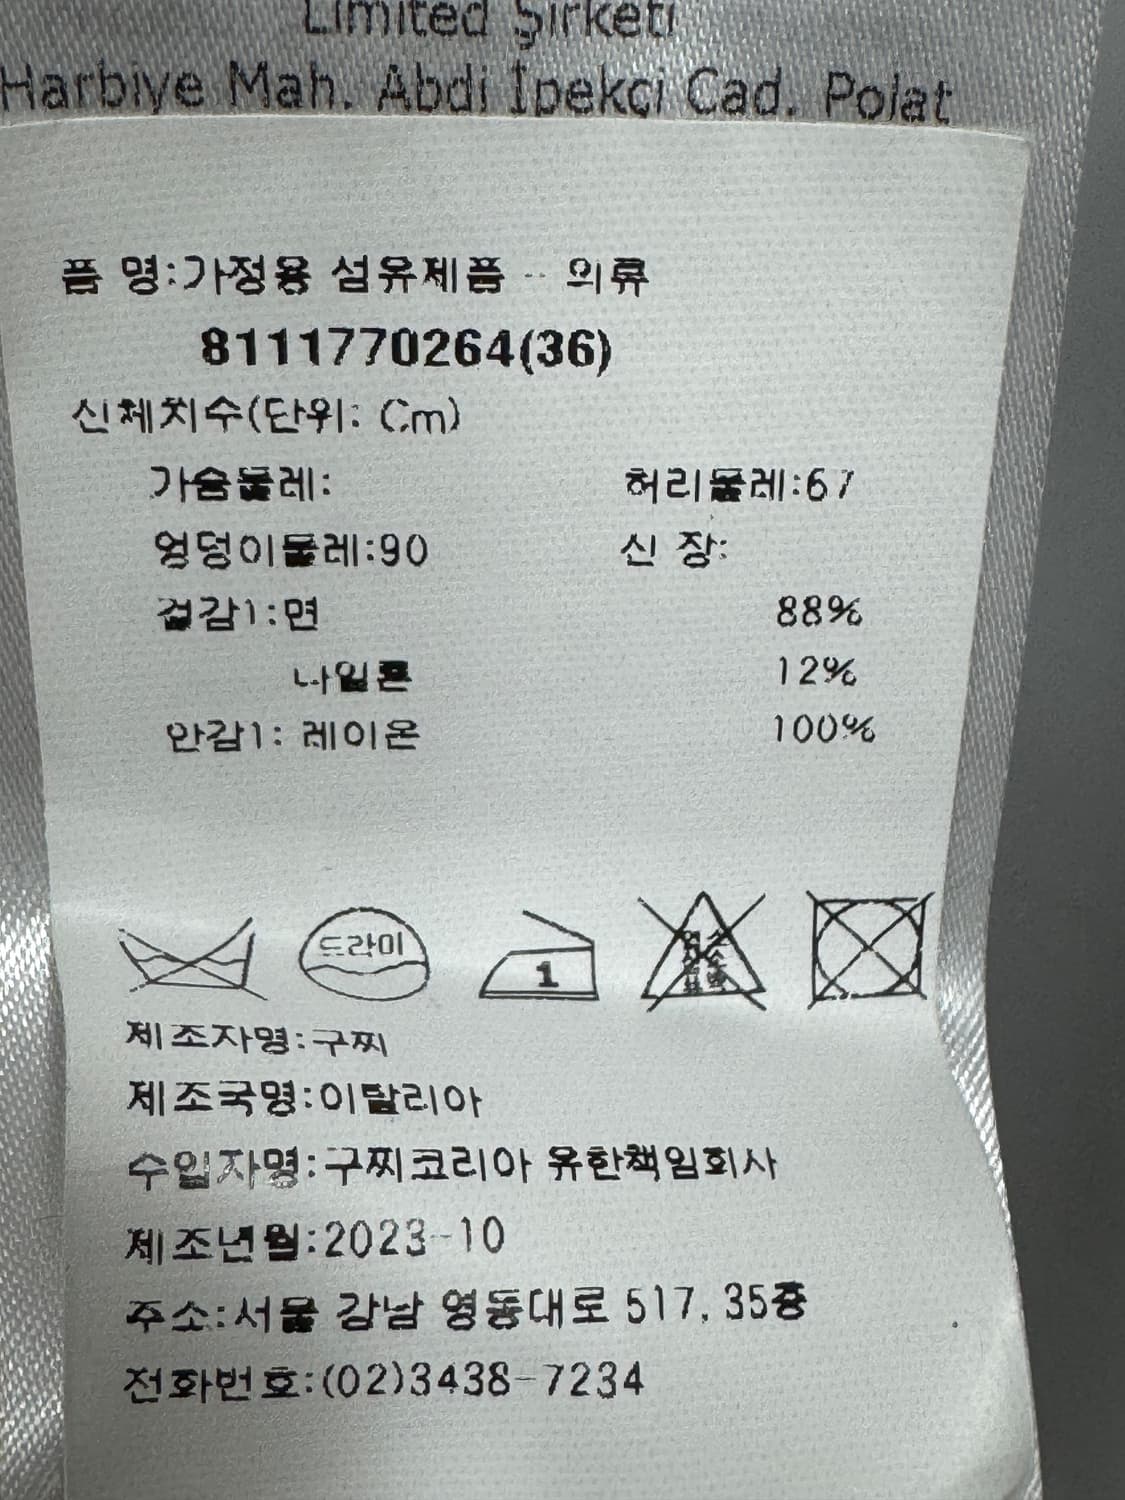 Limited Şirketi
Harbiye Mah. Abdi İpekçi Cad. Polat
품 명:가정용 섬유제품 - 의류
8111770264(36)
신체치수(단위: Cm)
가슴둘레: 허리둘레:67
엉덩이둘레:90 신 장:
겉감1:면 88%
나일론 12%
안감1: 레이온 100%
드라이
1
제조자명:구찌
제조국명:이탈리아
수입자명:구찌코리아 유한책임회사
제조년월:2023-10
주소:서울 강남 영동대로 517, 35층
전화번호:(02)3438-7234